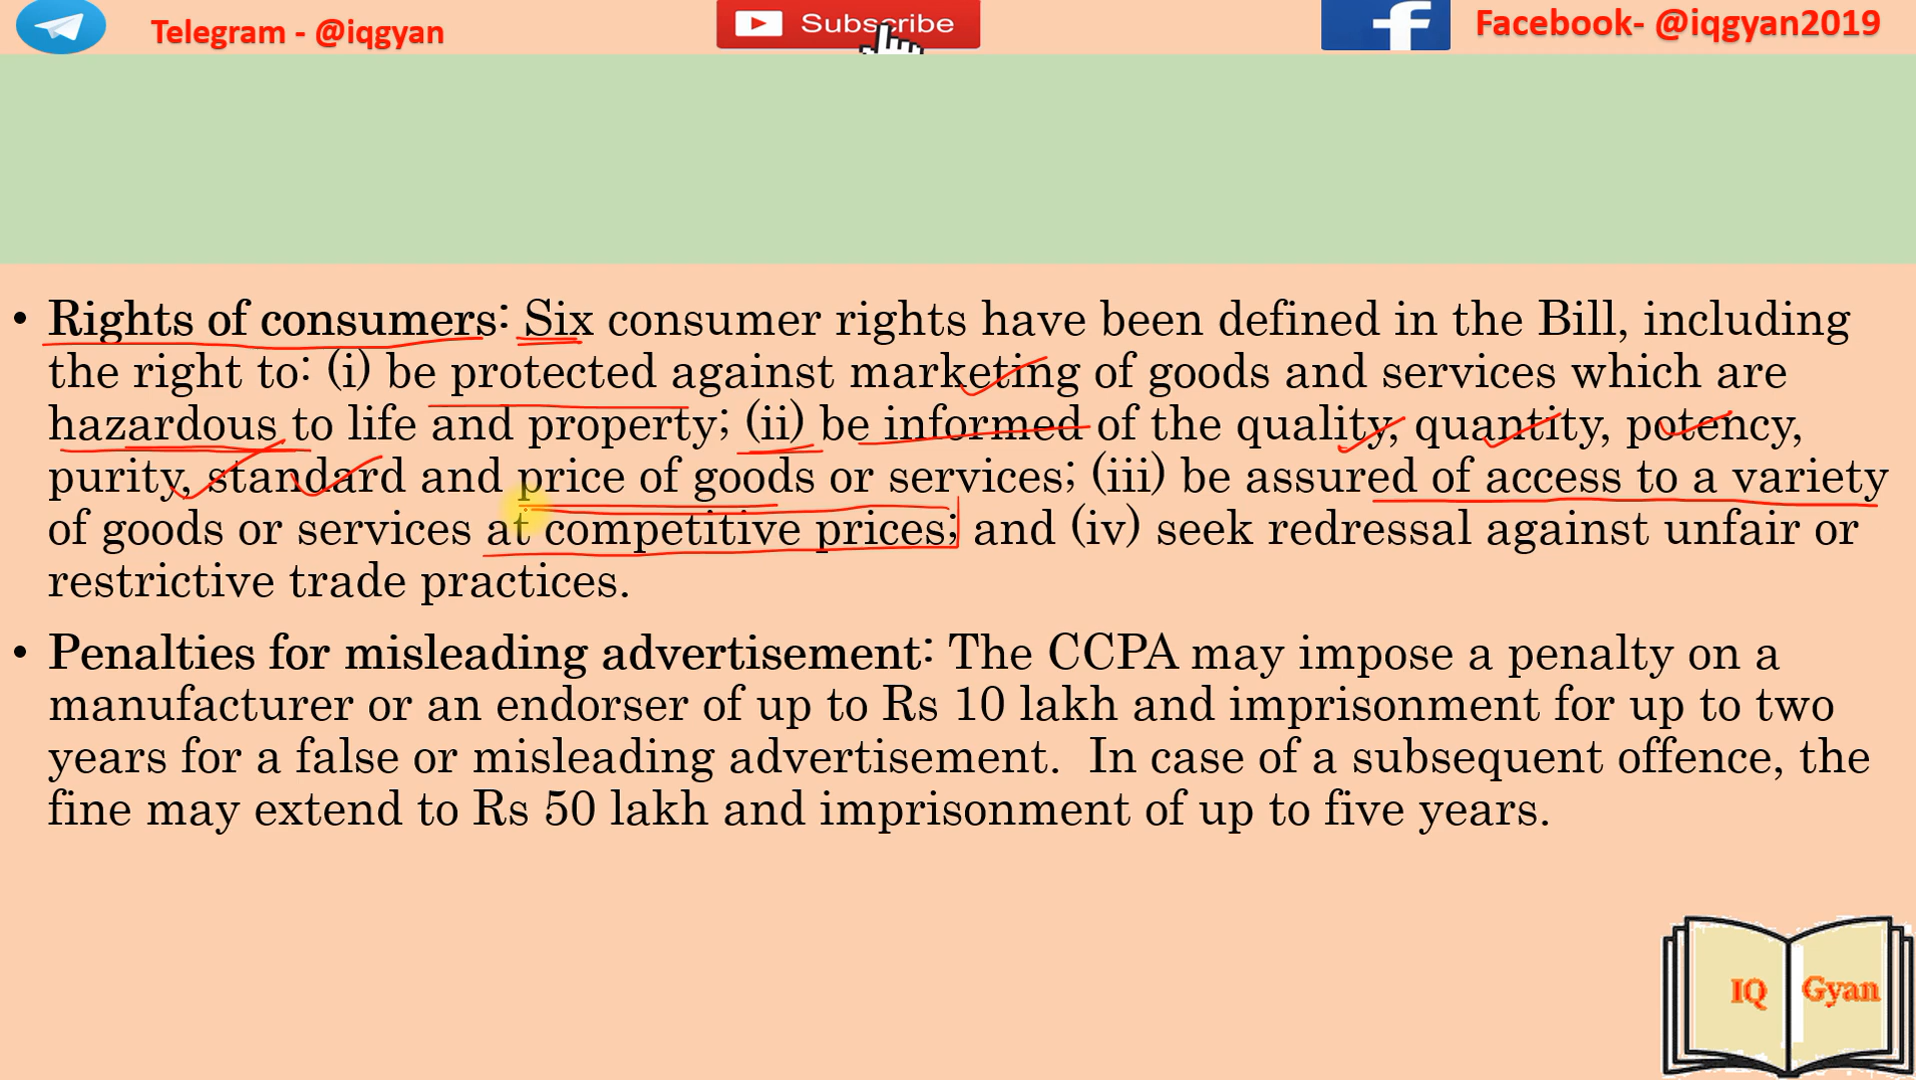 Telegram - @iqgyan
Subscribe
Facebook- @iqgyan2019
• Rights of consumers: Six consumer rights have been defined in the Bill, including
the right to: (i) be protected against marketing of goods and services which are
hazardous to life and property; (ii) be informed of the quality, quantity, potency,
purity, standard and price of goods or services; (iii) be assured of access to a variety
of goods or services at competitive prices; and (iv) seek redressal against unfair or
restrictive trade practices.
• Penalties for misleading advertisement: The CCPA may impose a penalty on a
manufacturer or an endorser of up to Rs 10 lakh and imprisonment for up to two
years for a false or misleading advertisement.  In case of a subsequent offence, the
fine may extend to Rs 50 lakh and imprisonment of up to five years.
IQ Gyan